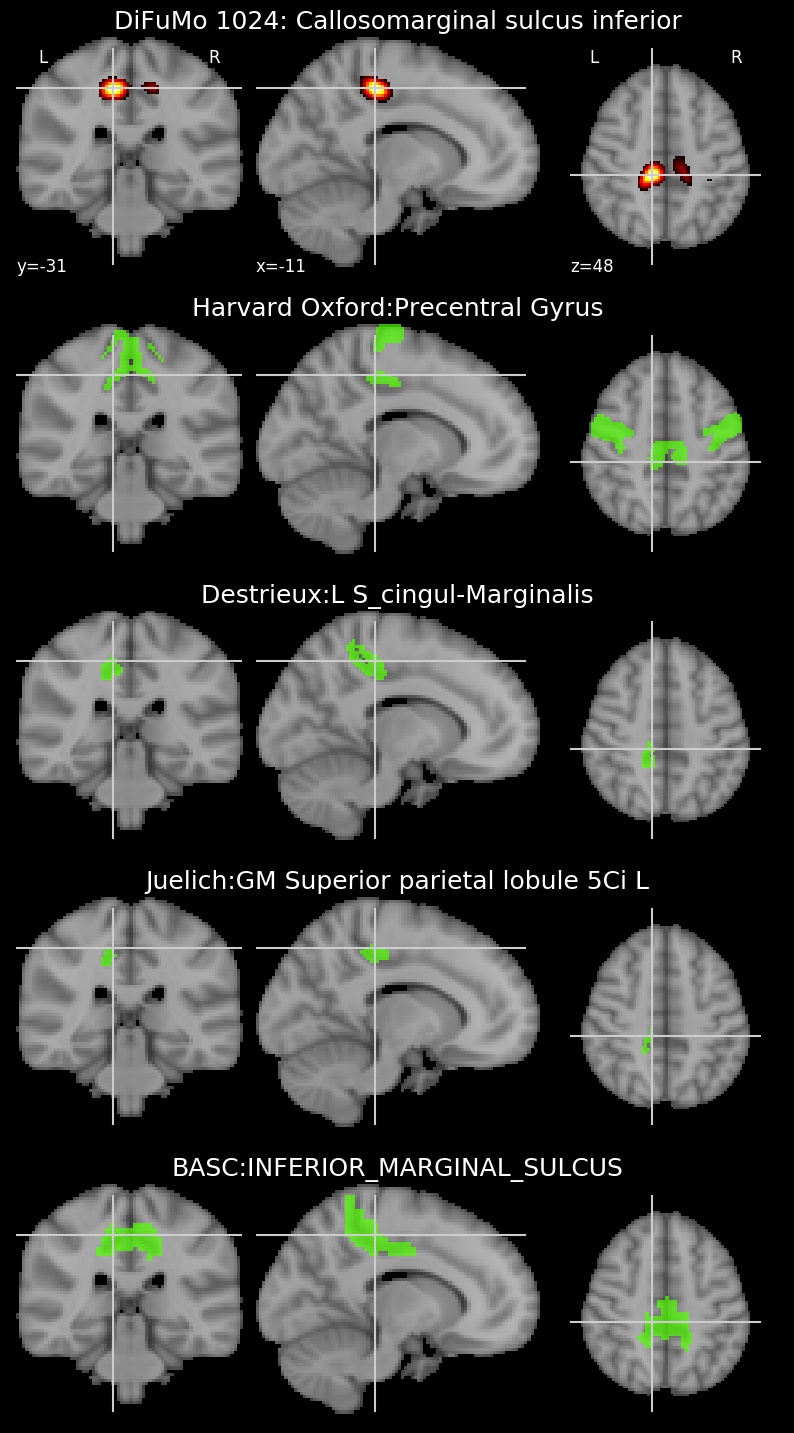 DiFuMo 1024: Callosomarginal sulcus inferior
L R L R
y=-31 x=-11 z=48
Harvard Oxford:Precentral Gyrus
Destrieux:L S_cingul-Marginalis
Juelich:GM Superior parietal lobule 5Ci L
BASC:INFERIOR_MARGINAL_SULCUS